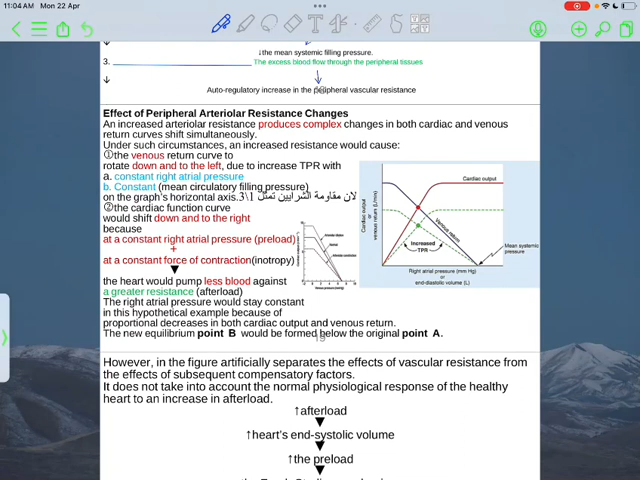 11:04 AM Mon 22 Apr
↓the mean systemic filling pressure.
3. The excess blood flow through the peripheral tissues
Auto-regulatory increase in the peripheral vascular resistance
Effect of Peripheral Arteriolar Resistance Changes
An increased arteriolar resistance produces complex changes in both cardiac and venous
return curves shift simultaneously.
Under such circumstances, an increased resistance would cause:
①the venous return curve to
rotate down and to the left, due to increase TPR with
a. constant right atrial pressure
b. Constant (mean circulatory filling pressure)
on the graph's horizontal axis.3\1 لان مقاومة الشرايين تمثل
②the cardiac function curve
would shift down and to the right
because
at a constant right atrial pressure (preload)
+
at a constant force of contraction(inotropy)
the heart would pump less blood against
a greater resistance (afterload)
The right atrial pressure would stay constant
in this hypothetical example because of
proportional decreases in both cardiac output and venous return.
The new equilibrium point B would be formed below the original point A.
Cardiac output
Cardiac output
or
venous return (L/min)
Venous return
Increased
TPR
Mean systemic
pressure
Right atrial pressure (mm Hg)
or
end-diastolic volume (L)
19
However, in the figure artificially separates the effects of vascular resistance from
the effects of subsequent compensatory factors.
It does not take into account the normal physiological response of the healthy
heart to an increase in afterload.
↑afterload
↑heart's end-systolic volume
↑the preload